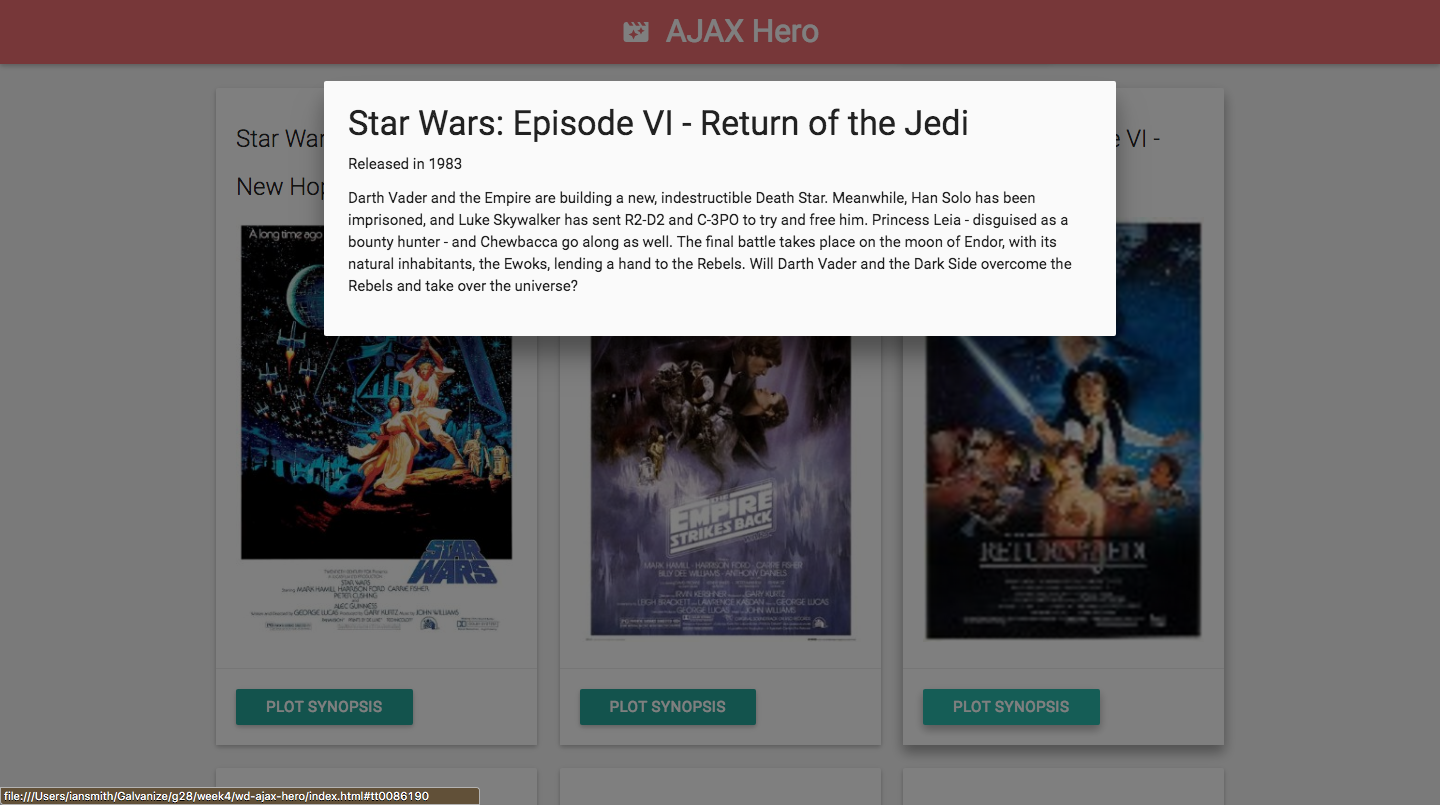 AJAX Hero
Star Wars: Episode VI - Return of the Jedi
Released in 1983
Darth Vader and the Empire are building a new, indestructible Death Star. Meanwhile, Han Solo has been
imprisoned, and Luke Skywalker has sent R2-D2 and C-3PO to try and free him. Princess Leia - disguised as a
bounty hunter - and Chewbacca go along as well. The final battle takes place on the moon of Endor, with its
natural inhabitants, the Ewoks, lending a hand to the Rebels. Will Darth Vader and the Dark Side overcome the
Rebels and take over the universe?
Star War
New Hop
A long time ago
STAR
WARS
STAR WARS
MARK HAMILL HARRISON FORD CARRIE FISHER
PETER CUSHING
ALEC GUINNESS
GEORGE LUCAS GARY KURTZ JOHN WILLIAMS
PLOT SYNOPSIS
THE
EMPIRE
STRIKES BACK
MARK HAMILL · HARRISON FORD · CARRIE FISHER
BILLY DEE WILLIAMS · ANTHONY DANIELS
IRVIN KERSHNER GARY KURTZ
LEIGH BRACKETT LAWRENCE KASDAN GEORGE LUCAS
GEORGE LUCAS JOHN WILLIAMS
PLOT SYNOPSIS
e VI -
RETURN JEDI
PLOT SYNOPSIS
file:///Users/iansmith/Galvanize/g28/week4/wd-ajax-hero/index.html#tt0086190